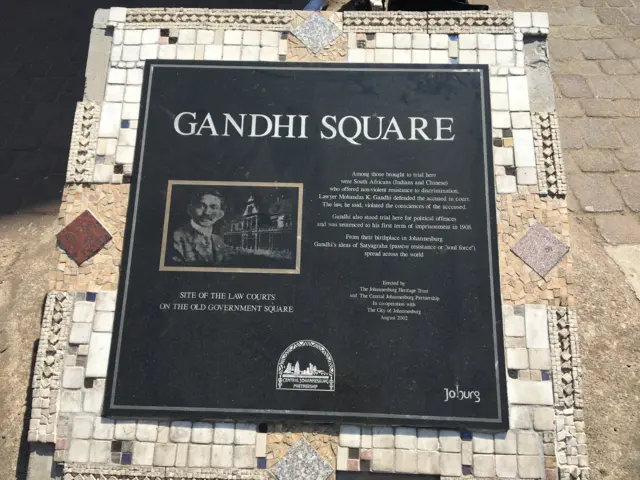 GANDHI SQUARE
Among those brought to trial here
were South Africans (Indians and Chinese)
who offered non-violent resistance to discrimination.
Lawyer Mohandas K. Gandhi defended the accused in court.
The law, he said, violated the consciences of the accused.
Gandhi also stood trial here for political offences
and was sentenced to his first term of imprisonment in 1908.
From their birthplace in Johannesburg
Gandhi's ideas of Satyagraha (passive resistance or 'soul force')
spread across the world
SITE OF THE LAW COURTS
ON THE OLD GOVERNMENT SQUARE
Erected by
The Johannesburg Heritage Trust
and The Central Johannesburg Partnership
In co-operation with
The City of Johannesburg
August 2002
CENTRAL JOHANNESBURG
PARTNERSHIP
Joburg